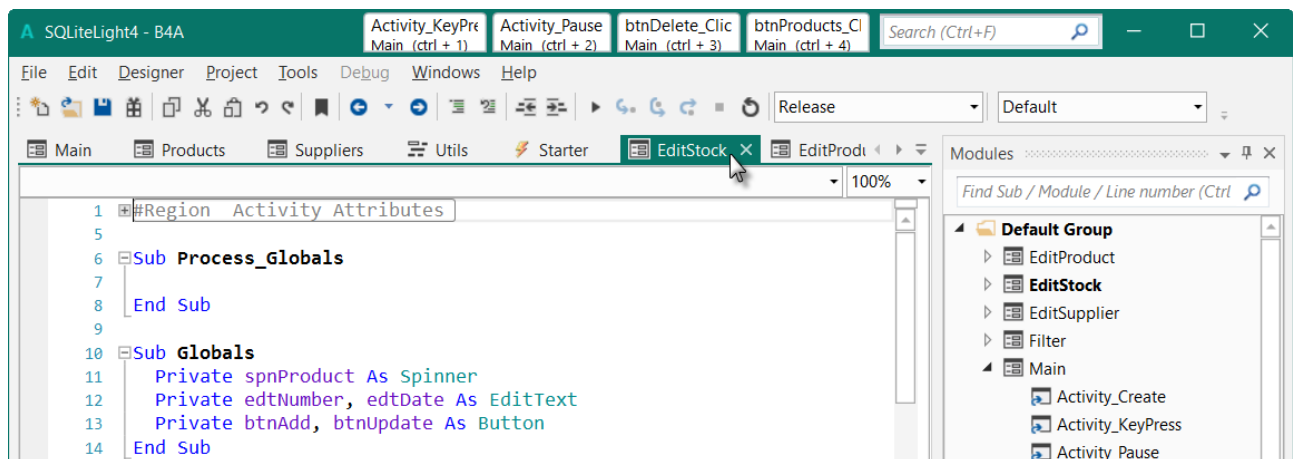 A SQLiteLigh4 - B4A
Activity_KeyPre Activity_Pause btnDelete_Clic btnProducts_Cl
Main (ctrl + 1) Main (ctrl + 2) Main (ctrl + 3) Main (ctrl + 4)
Search (Ctrl+F)
File Edit Designer Project Tools Debug Windows Help
Release Default
Main Products Suppliers Utils Starter EditStock EditProdu
100%
1 #Region Activity Attributes
5
6 Sub Process_Globals
7
8 End Sub
9
10 Sub Globals
11 Private spnProduct As Spinner
12 Private edtNumber, edtDate As EditText
13 Private btnAdd, btnUpdate As Button
14 End Sub
Modules
Find Sub / Module / Line number (Ctrl
Default Group
EditProduct
EditStock
EditSupplier
Filter
Main
Activity_Create
Activity_KeyPress
Activity_Pause